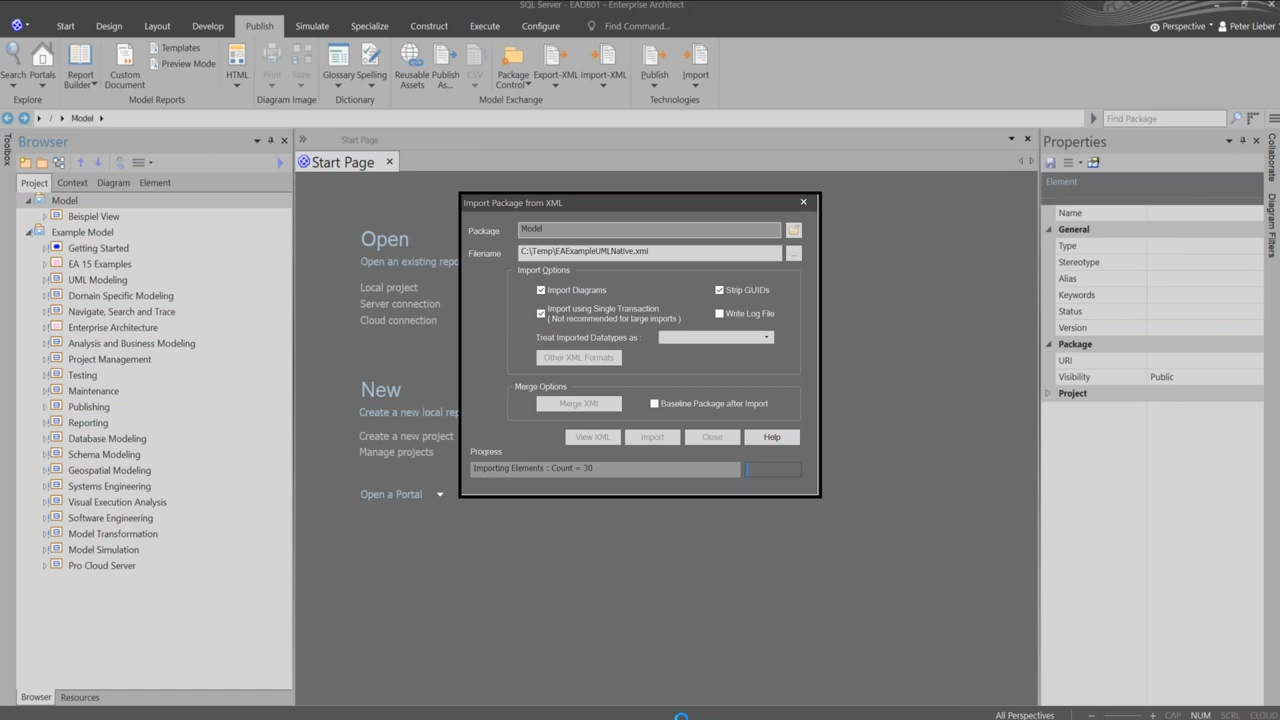 SQL Server - EADB01 - Enterprise Architect
Start Design Layout Develop Publish Simulate Specialize Construct Execute Configure Find Command... Perspective Peter Lieber
Templates
Preview Mode
Search Portals Report Builder Custom Document HTML Print Save Glossary Spelling Reusable Assets Publish As... CSV Package Control Export-XML Import-XML Publish Import
Explore Model Reports Diagram Image Dictionary Model Exchange Technologies
/ Model Find Package
Toolbox
Browser
Project Context Diagram Element
Model
Beispiel View
Example Model
Getting Started
EA 15 Examples
UML Modeling
Domain Specific Modeling
Navigate, Search and Trace
Enterprise Architecture
Analysis and Business Modeling
Project Management
Testing
Maintenance
Publishing
Reporting
Database Modeling
Schema Modeling
Geospatial Modeling
Systems Engineering
Visual Execution Analysis
Software Engineering
Model Transformation
Model Simulation
Pro Cloud Server
Browser Resources
Start Page
Start Page
Open
Open an existing repo
Local project
Server connection
Cloud connection
New
Create a new local rep
Create a new project
Manage projects
Open a Portal
Import Package from XML
Package Model
Filename C:\Temp\EAExampleUMLNative.xmi
Import Options
Import Diagrams Strip GUIDs
Import using Single Transaction
( Not recommended for large imports )
Write Log File
Treat Imported Datatypes as :
Other XML Formats
Merge Options
Merge XMI Baseline Package after Import
View XML Import Close Help
Progress
Importing Elements : Count = 30
Properties
Element
Name
General
Type
Stereotype
Alias
Keywords
Status
Version
Package
URI
Visibility Public
Project
Collaborate
Diagram Filters
All Perspectives CAP NUM SCRL CLOUD